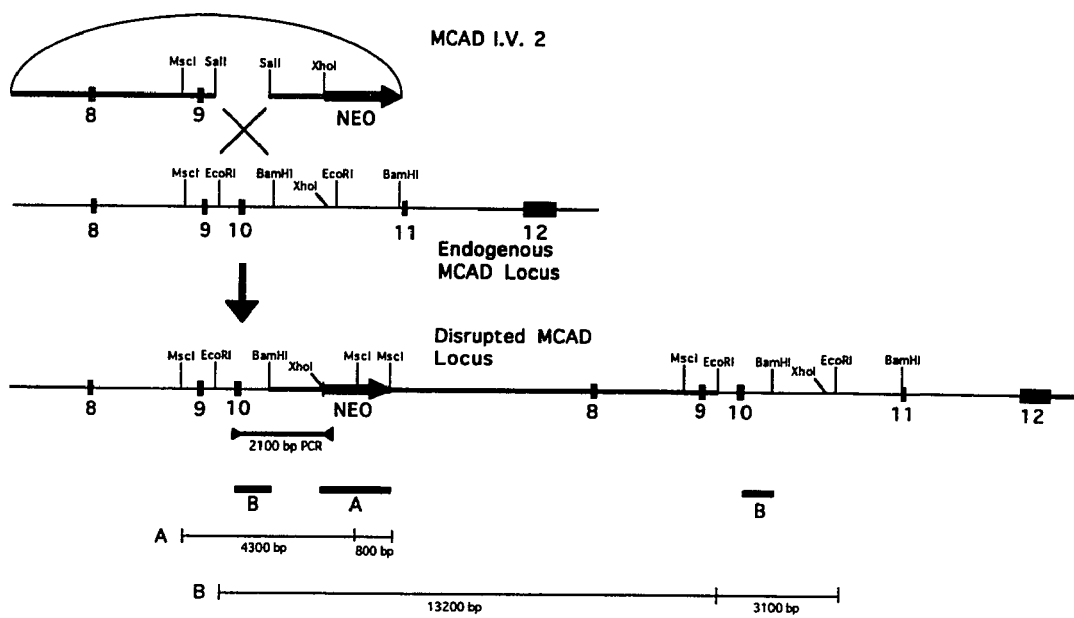 MCAD I.V. 2
MscI SalI SalI XhoI
8 9 NEO
MscI EcoRI BamHI XhoI EcoRI BamHI
8 9 10 11 12
Endogenous
MCAD Locus
Disrupted MCAD
Locus
MscI EcoRI BamHI XhoI MscI MscI MscI EcoRI BamHI XhoI EcoRI BamHI
8 9 10 NEO 8 9 10 11 12
2100 bp PCR
B A B
A 4300 bp 800 bp
B 13200 bp 3100 bp